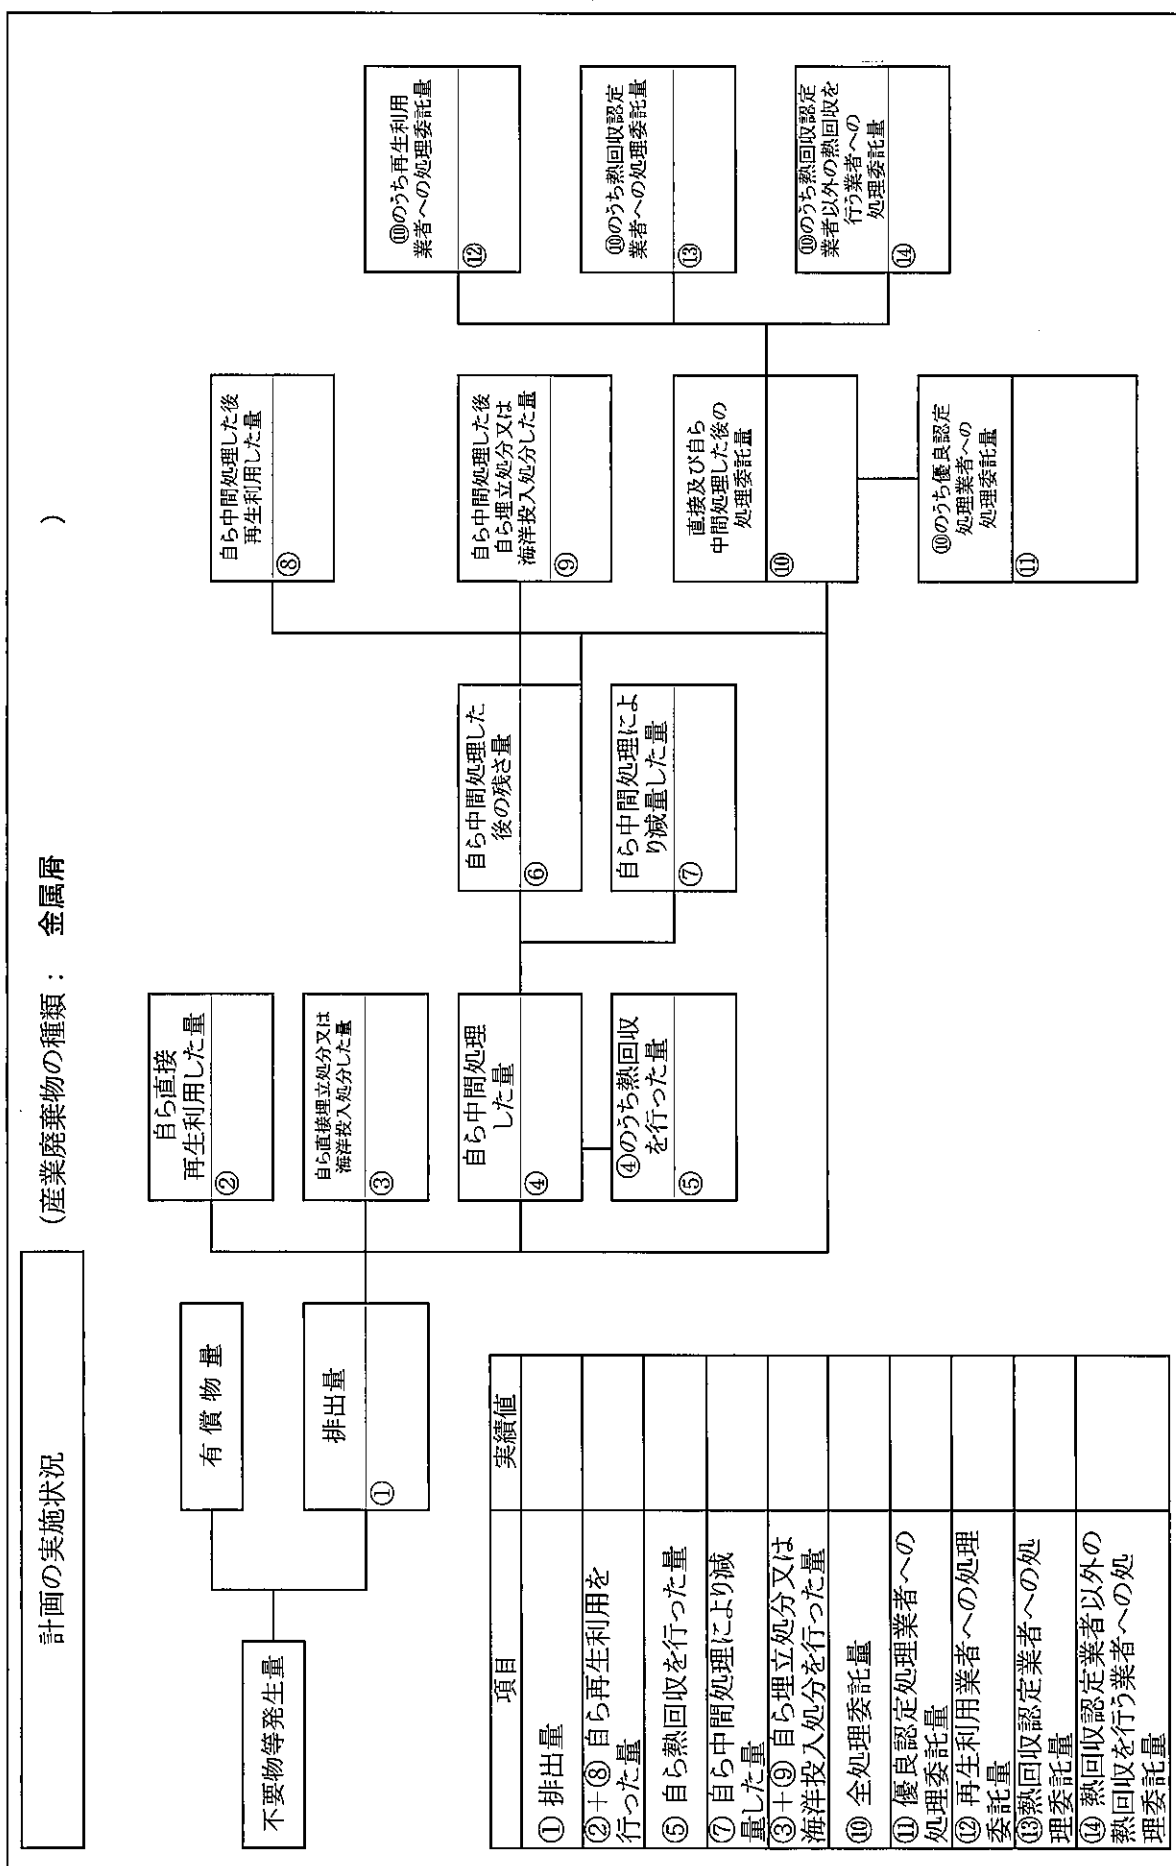 計画の実施状況
(産業廃棄物の種類： 金属屑 )
不要物等発生量
有償物量
排出量
①
自ら直接
再生利用した量
②
自ら直接埋立処分又は
海洋投入処分した量
③
自ら中間処理
した量
④
④のうち熱回収
を行った量
⑤
自ら中間処理した
後の残さ量
⑥
自ら中間処理によ
り減量した量
⑦
自ら中間処理した後
再生利用した量
⑧
自ら中間処理した後
自ら埋立処分又は
海洋投入処分した量
⑨
直接及び自ら
中間処理した後の
処理委託量
⑩
⑩のうち優良認定
処理業者への
処理委託量
⑪
⑩のうち再生利用
業者への処理委託量
⑫
⑩のうち熱回収認定
業者への処理委託量
⑬
⑩のうち熱回収認定
業者以外の熱回収を
行う業者への
処理委託量
⑭
項目 実績値
① 排出量
②＋⑧ 自ら再生利用を
行った量
⑤ 自ら熱回収を行った量
⑦ 自ら中間処理により減
量した量
③＋⑨ 自ら埋立処分又は
海洋投入処分を行った量
⑩ 全処理委託量
⑪ 優良認定処理業者への
処理委託量
⑫ 再生利用業者への処理
委託量
⑬熱回収認定業者への処
理委託量
⑭ 熱回収認定業者以外の
熱回収を行う業者への処
理委託量